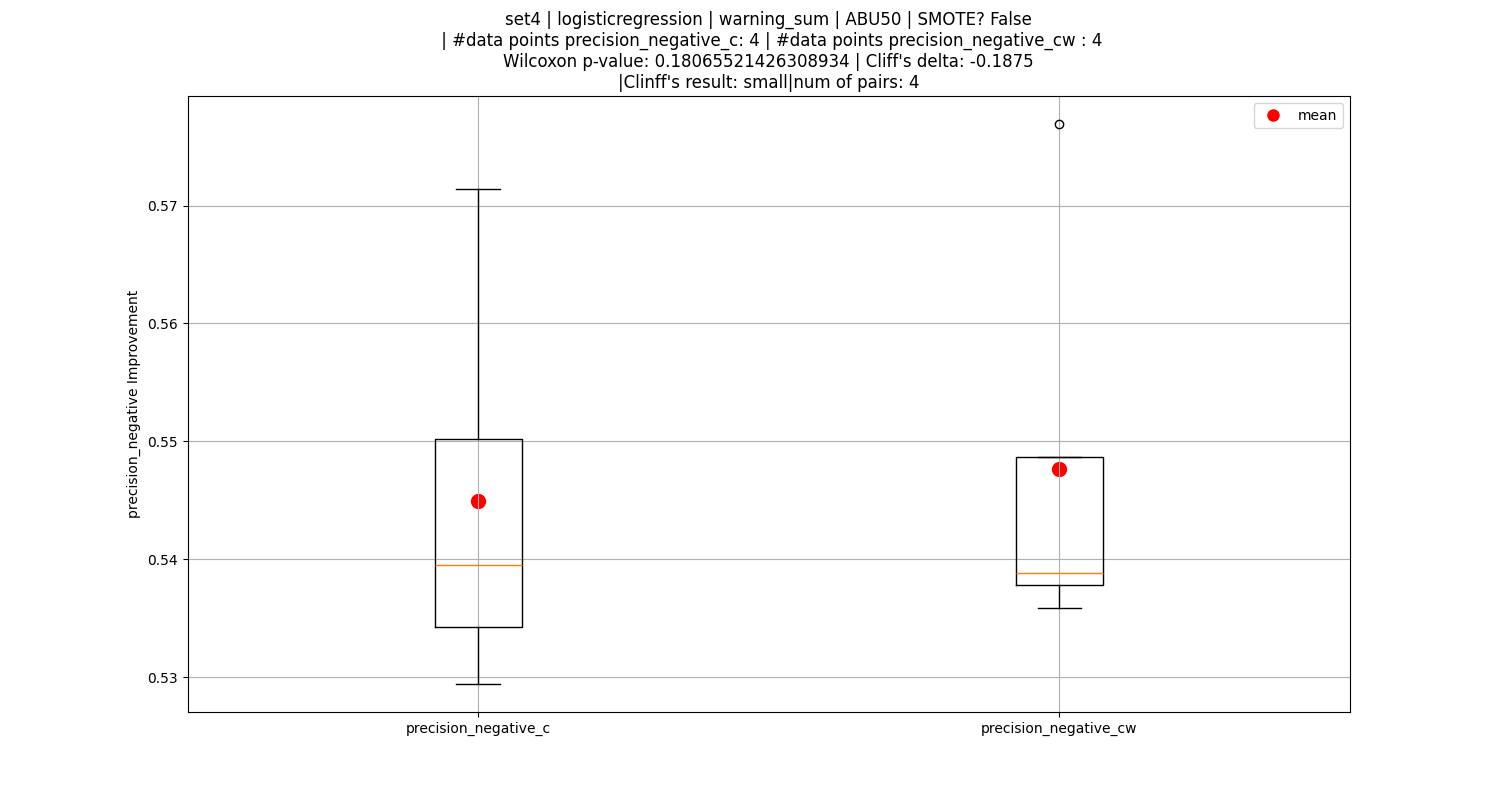 set4 | logisticregression | warning_sum | ABU50 | SMOTE? False
| #data points precision_negative_c: 4 | #data points precision_negative_cw : 4
Wilcoxon p-value: 0.18065521426308934 | Cliff's delta: -0.1875
|Clinff's result: small|num of pairs: 4
mean
0.57
0.56
0.55
0.54
0.53
precision_negative Improvement
precision_negative_c
precision_negative_cw